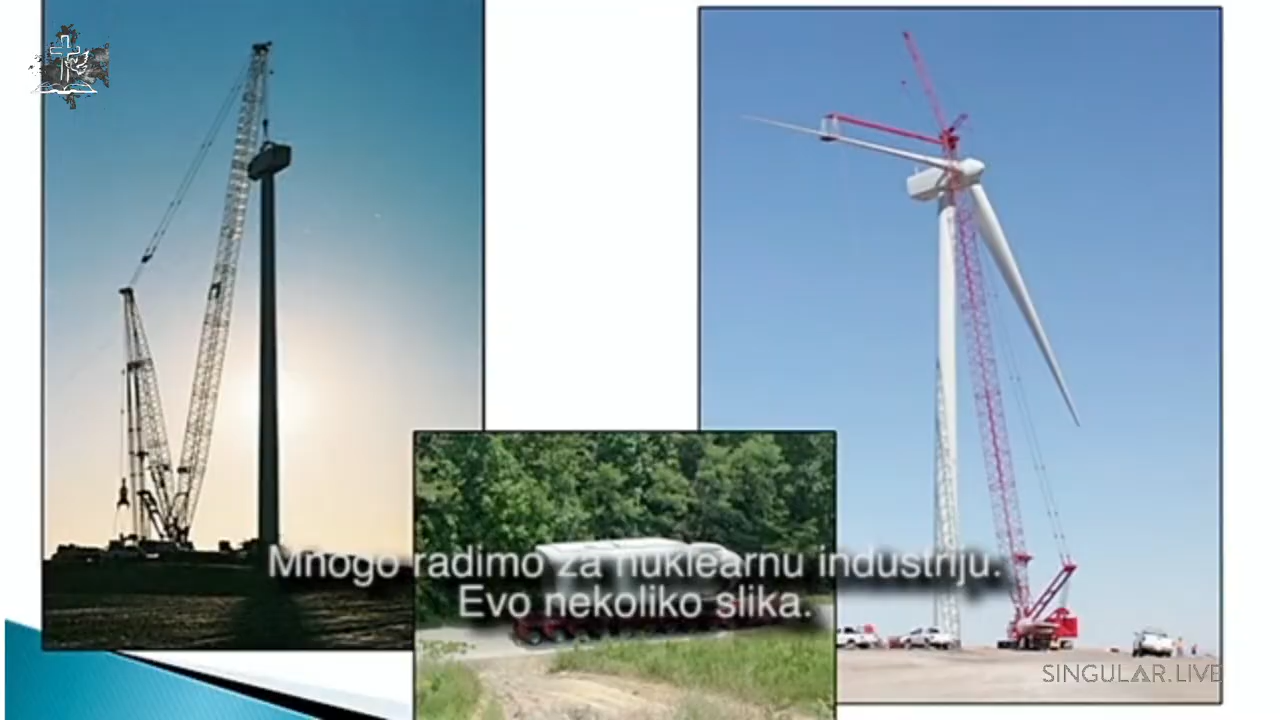 Mnogo radimo za nuklearnu industriju.
Evo nekoliko slika.
SINGULAR.LIVE